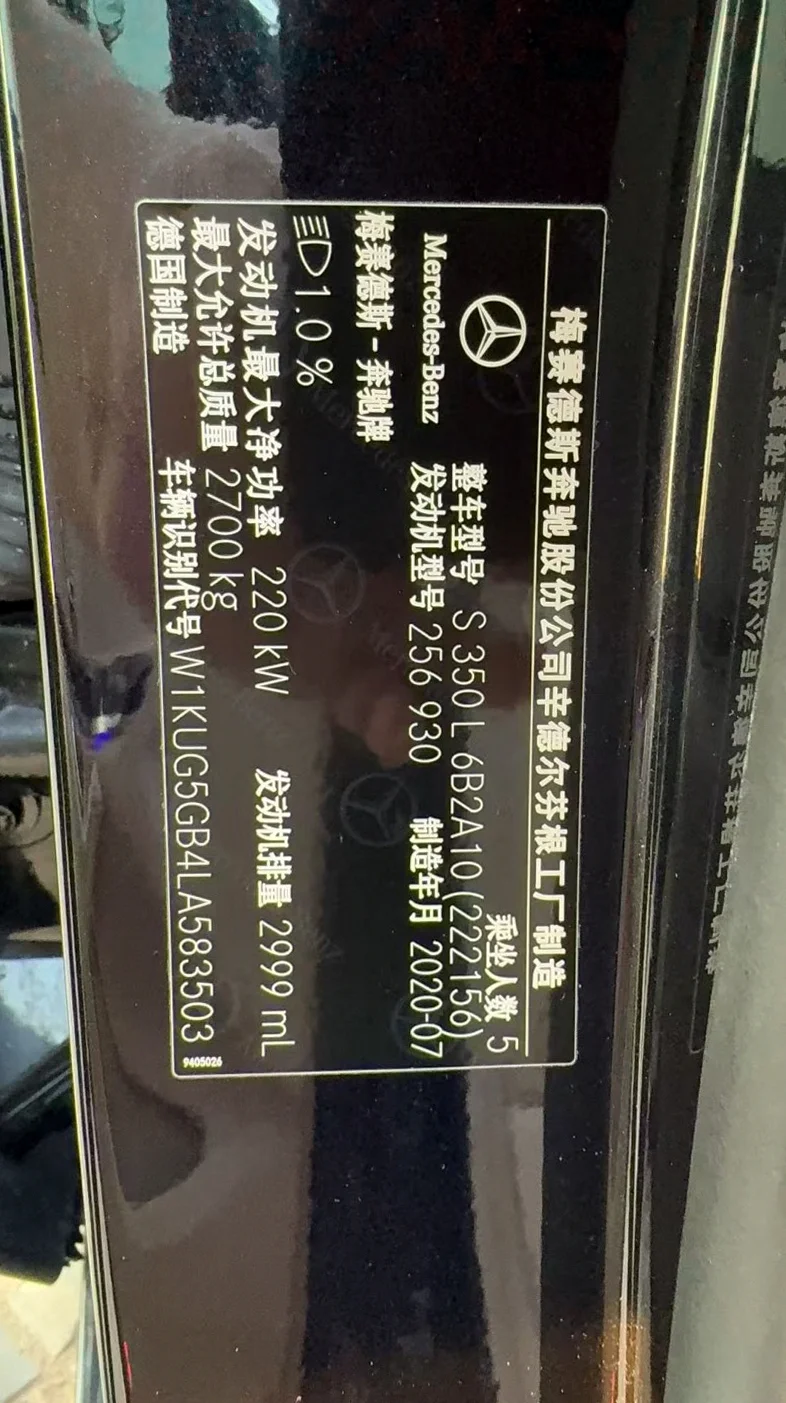 梅赛德斯奔驰股份公司辛德尔芬根工厂制造
乘坐人数 5
整车型号 S 350 L 6B2A10 (222156)
Mercedes-Benz
发动机型号 256 930 制造年月 2020-07
梅赛德斯-奔驰牌
1.0 %
发动机最大净功率 220 kW 发动机排量 2999 mL
最大允许总质量 2700 kg
德国制造 车辆识别代号 W1KUG5GB4LA583503
9405026